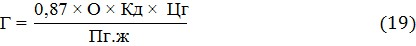 Г = 0,87 × О × Кд × Цг / Пг.ж (19)